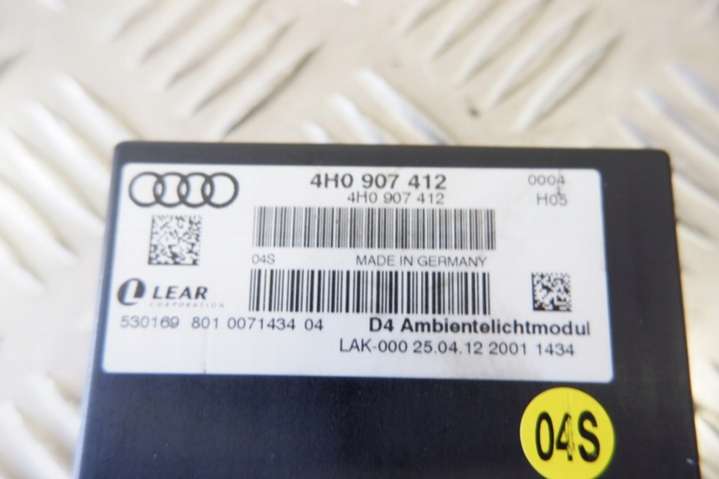 4H0 907 412
4H0 907 412
0004
H05
04S
MADE IN GERMANY
LEAR
CORPORATION
530169 801 0071434 04
D4 Ambientelichtmodul
LAK-000 25.04.12 2001 1434
04S